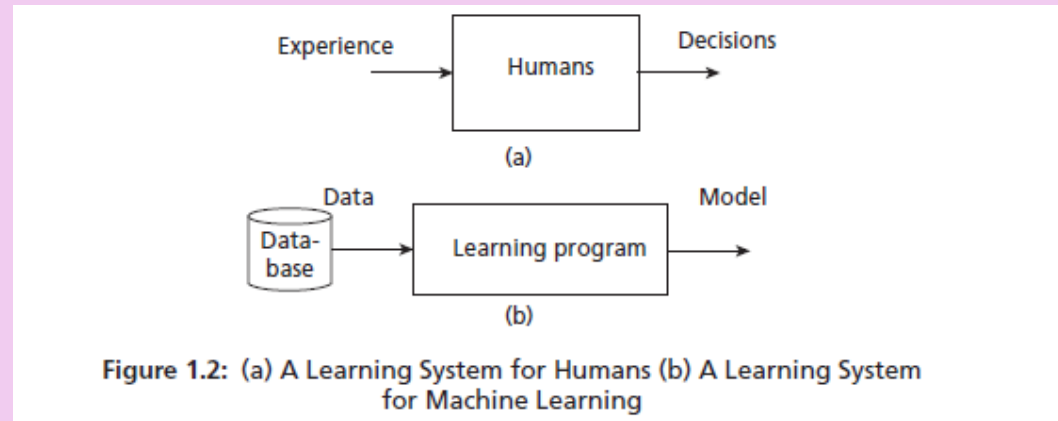 Experience
Decisions
Humans
(a)
Data
Model
Data-
base
Learning program
(b)
Figure 1.2: (a) A Learning System for Humans (b) A Learning System
for Machine Learning